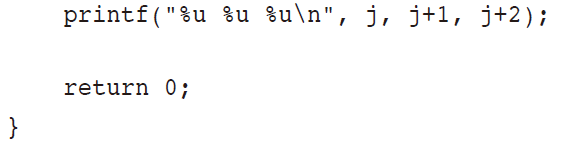 printf("%u %u %u\n", j, j+1, j+2);
return 0;
}